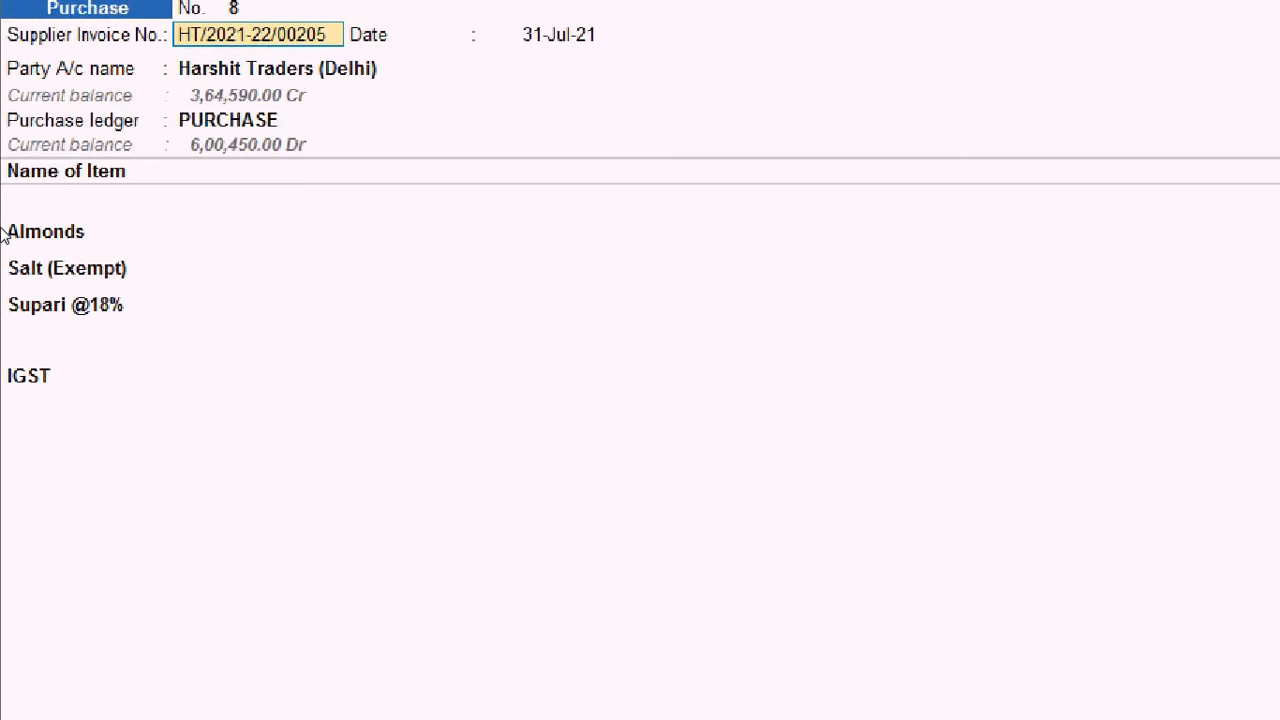 Purchase No. 8
Supplier Invoice No.: HT/2021-22/00205 Date : 31-Jul-21
Party A/c name : Harshit Traders (Delhi)
Current balance : 3,64,590.00 Cr
Purchase ledger : PURCHASE
Current balance : 6,00,450.00 Dr
Name of Item
Almonds
Salt (Exempt)
Supari @18%
IGST